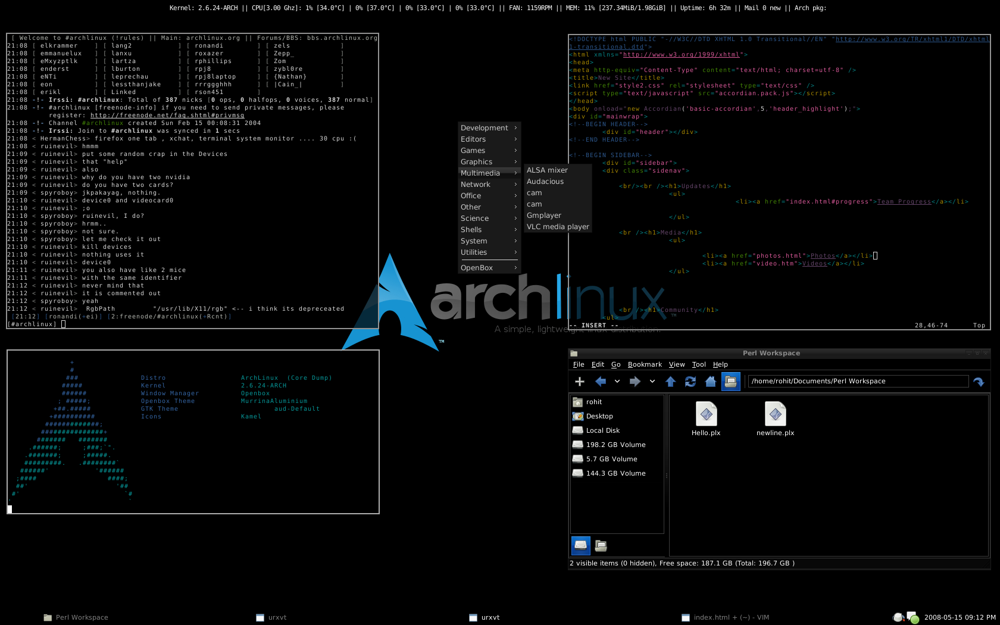 Kernel: 2.6.24-ARCH || CPU[3.00 Ghz]: 1% [34.0°C] | 0% [37.0°C] | 0% [33.0°C] | 0% [33.0°C] || FAN: 1159RPM || MEM: 11% [237.34MiB/1.98GiB] || Uptime: 6h 32m || Mail 0 new || Arch pkg:
[ Welcome to #archlinux (!rules) || Main: archlinux.org || Forums/BBS: bbs.archlinux.org
21:08 [ elkrammer ] [ lang2 ] [ ronandi ] [ zels ]
21:08 [ emmanuelux ] [ lanxu ] [ roxazer ] [ Zepp_ ]
21:08 [ eMxyzptlk ] [ lartza ] [ rphillips ] [ Zom ]
21:08 [ enderst ] [ lburton ] [ rpj8 ] [ zybl0re ]
21:08 [ eNTi ] [ leprechau ] [ rpj8laptop ] [ {Nathan} ]
21:08 [ eon ] [ lessthanjake ] [ rrrggghhh ] [ |Cain_| ]
21:08 [ erikl ] [ Linked ] [ rson451 ]
21:08 -!- Irssi: #archlinux: Total of 387 nicks [0 ops, 0 halfops, 0 voices, 387 normal]
21:08 -!- #archlinux [freenode-info] if you need to send private messages, please
register: http://freenode.net/faq.shtml#privmsg
21:08 -!- Channel #archlinux created Sun Feb 15 00:08:31 2004
21:08 -!- Irssi: Join to #archlinux was synced in 1 secs
21:08 < HermanChess> firefox one tab , xchat, terminal system monitor .... 30 cpu :(
21:08 < ruinevil> hmmm
21:09 < ruinevil> put some random crap in the Devices
21:09 < ruinevil> that "help"
21:09 < ruinevil> also
21:09 < ruinevil> why do you have two nvidia
21:09 < ruinevil> do you have two cards?
21:09 < spyroboy> jkpakayag, nothing.
21:10 < ruinevil> device0 and videocard0
21:10 < ruinevil> ;o
21:10 < spyroboy> ruinevil, I do?
21:10 < spyroboy> hrmm..
21:10 < spyroboy> not sure.
21:10 < spyroboy> let me check it out
21:10 < ruinevil> kill devices
21:10 < ruinevil> nothing uses it
21:10 < ruinevil> device0
21:11 < ruinevil> you also have like 2 mice
21:11 < ruinevil> with the same identifier
21:12 < ruinevil> never mind that
21:12 < ruinevil> it is commented out
21:12 < spyroboy> yeah
21:12 < ruinevil> RgbPath "/usr/lib/X11/rgb" <-- i think its depreceated
[21:12] [ronandi(+ei)] [2:freenode/#archlinux(+Rcnt)]
[#archlinux]
Development ›
Editors ›
Games ›
Graphics ›
Multimedia ›
Network ›
Office ›
Other ›
Science ›
Shells ›
System ›
Utilities ›
OpenBox ›
ALSA mixer
Audacious
cam
cam
Gmplayer
VLC media player
<!DOCTYPE html PUBLIC "-//W3C//DTD XHTML 1.0 Transitional//EN" "http://www.w3.org/TR/xhtml1/DTD/xhtml
1-transitional.dtd">
<html xmlns="http://www.w3.org/1999/xhtml">
<head>
<meta http-equiv="Content-Type" content="text/html; charset=utf-8" />
<title>New Site</title>
<link href="style2.css" rel="stylesheet" type="text/css" />
<script type="text/javascript" src="accordian.pack.js"></script>
</head>
<body onload="new Accordian('basic-accordian',5,'header_highlight');">
<div id="mainwrap">
<!--BEGIN HEADER-->
<div id="header"></div>
<!--END HEADER-->
<!--BEGIN SIDEBAR-->
<div id="sidebar">
<div class="sidenav">
<br/><br /><h1>Updates</h1>
<ul>
<li><a href="index.html#progress">Team Progress</a></li>
</ul>
<br /><h1>Media</h1>
<ul>
<li><a href="photos.html">Photos</a></li>
<li><a href="video.htm">Videos</a></li>
</ul>
<br /><h1>Community</h1>
<ul>
-- INSERT -- 28,46-74 Top
archlinux ™
A simple, lightweight linux distribution.
™
+
#
### Distro ArchLinux (Core Dump)
##### Kernel 2.6.24-ARCH
###### Window Manager Openbox
; #####; Openbox Theme MurrinaAluminium
+##.##### GTK Theme aud-Default
+########## Icons Kamel
#############;
###############+
####### #######
.######; ;###;`".
.#######; ;#####.
#########. .########`
######' '######
;#### ####;
##' '##
#' `#
Perl Workspace
File Edit Go Bookmark View Tool Help
/home/rohit/Documents/Perl Workspace
rohit
Desktop
Local Disk
198.2 GB Volume
5.7 GB Volume
144.3 GB Volume
Hello.plx newline.plx
2 visible items (0 hidden), Free space: 187.1 GB (Total: 196.7 GB )
Perl Workspace urxvt urxvt index.html + (~) - VIM 2008-05-15 09:12 PM